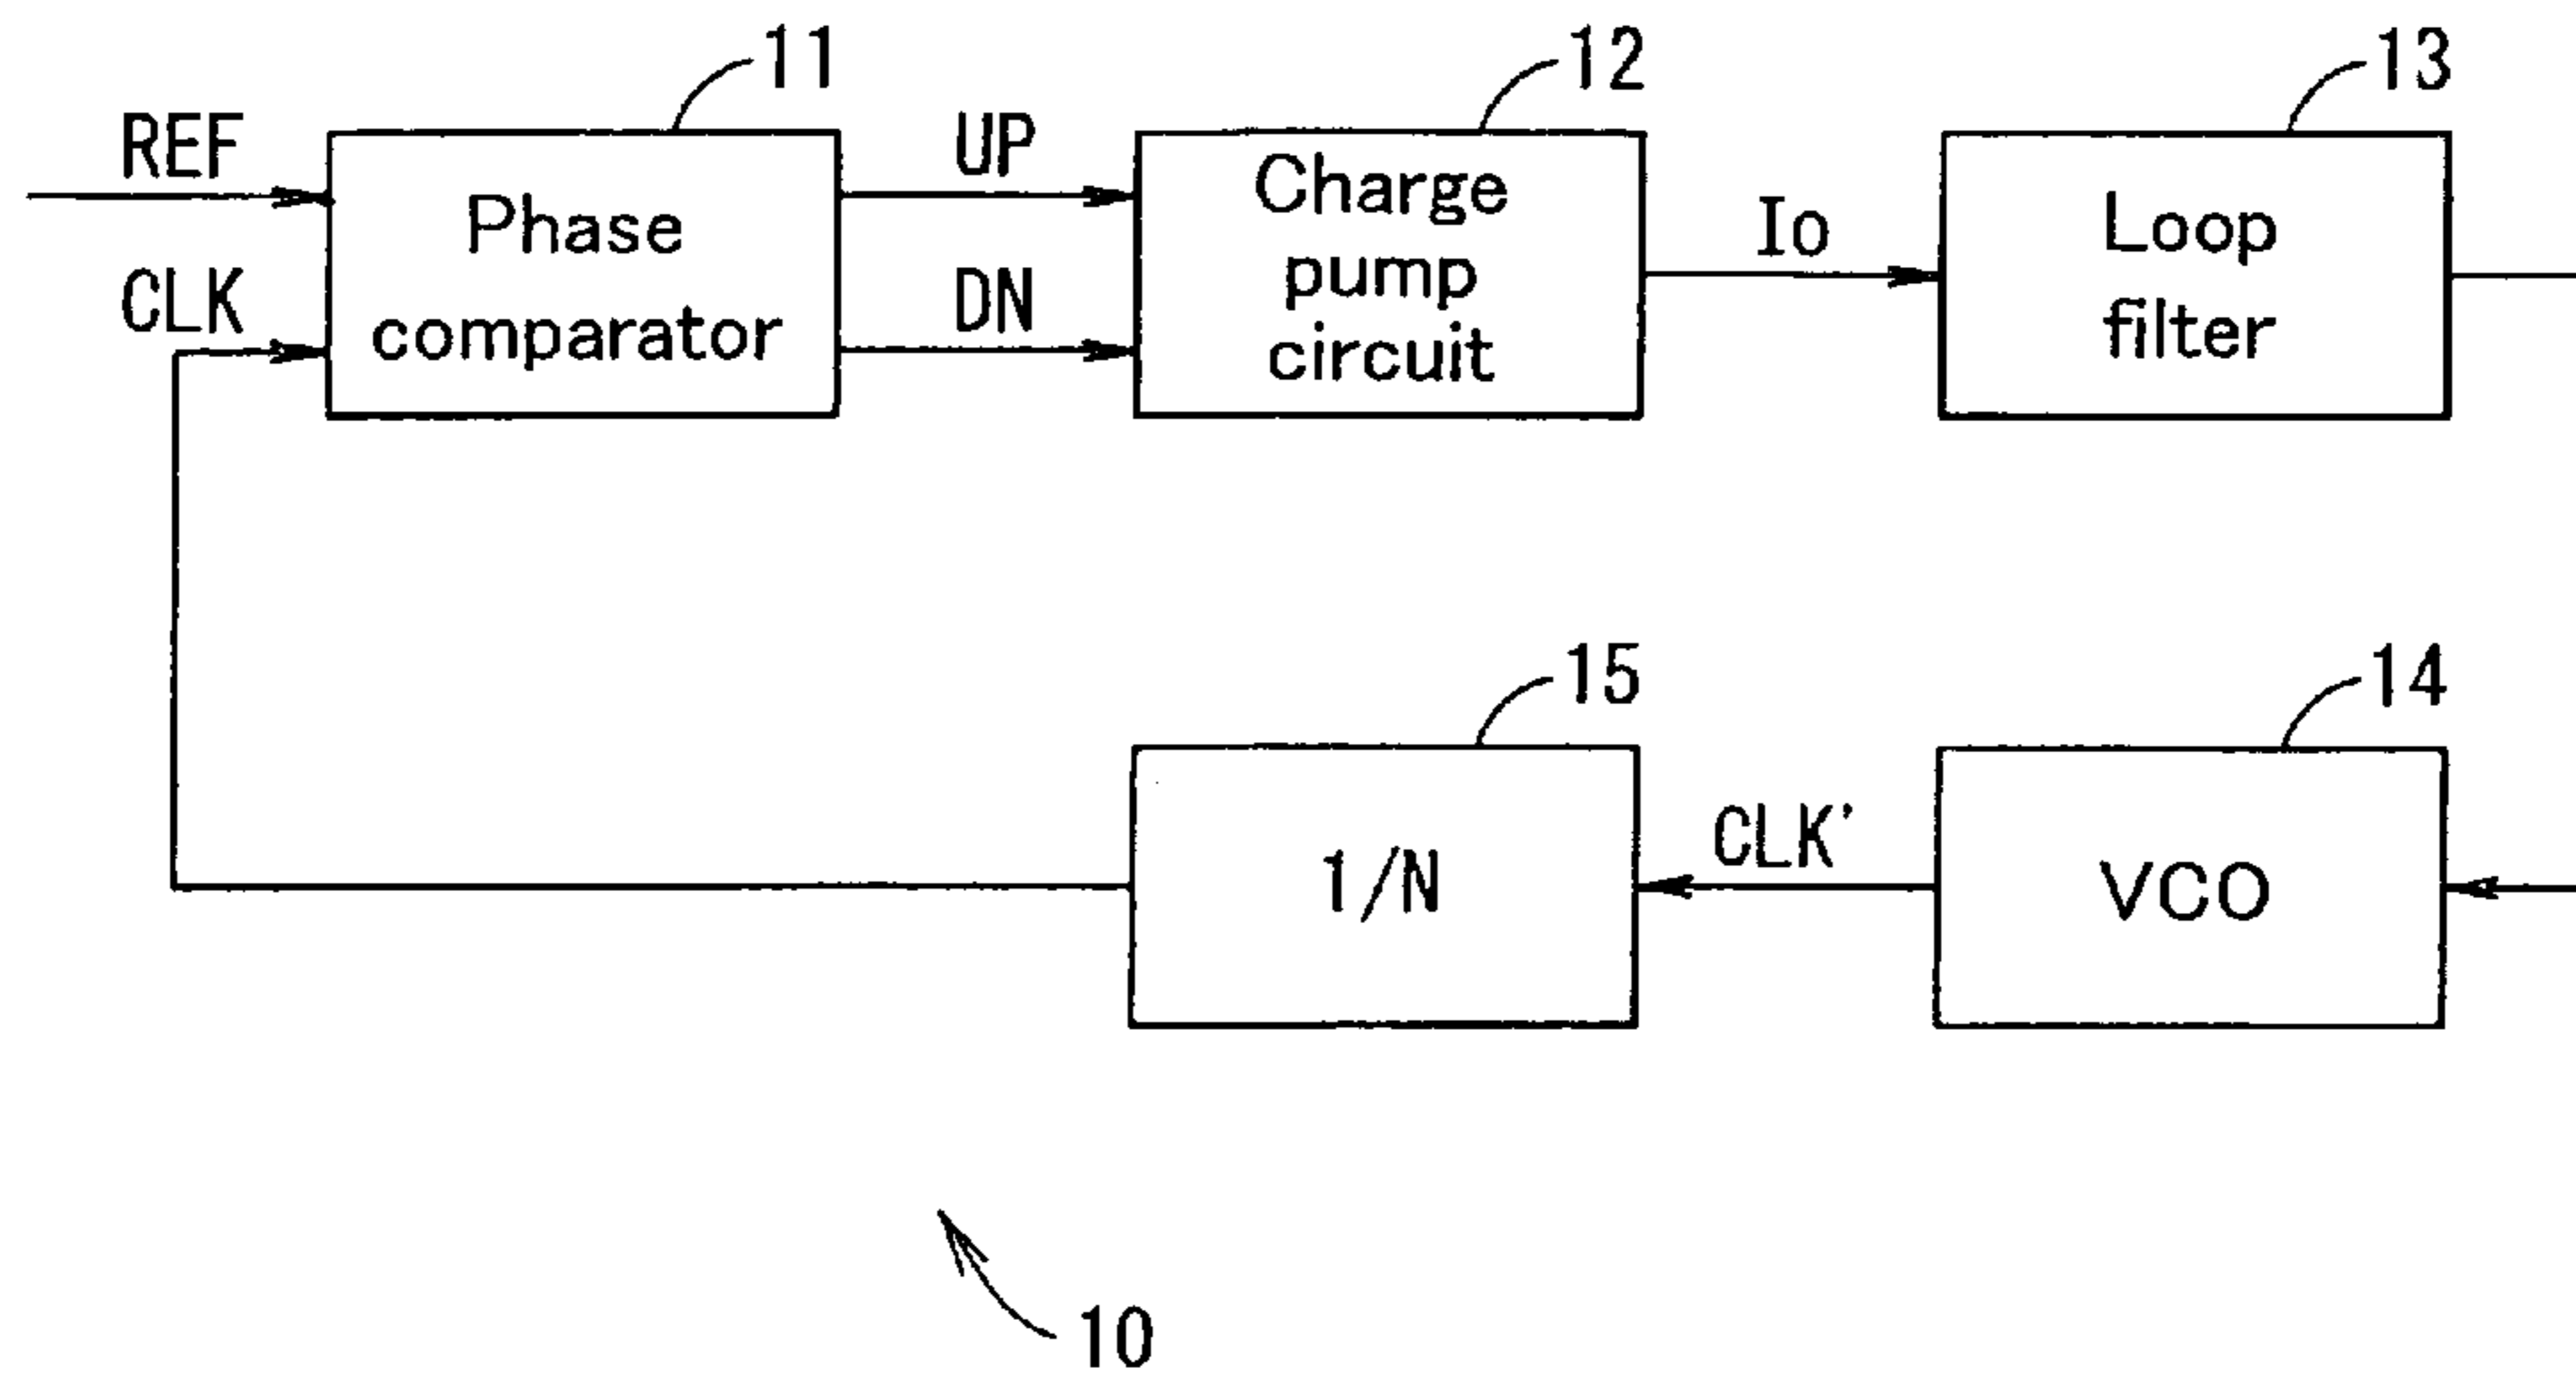 11
12
13
REF
UP
Charge
Phase
Loop
Io
pump
CLK
DN
comparator
circuit
filter
15
14
CLK'
1/N
VCO
10